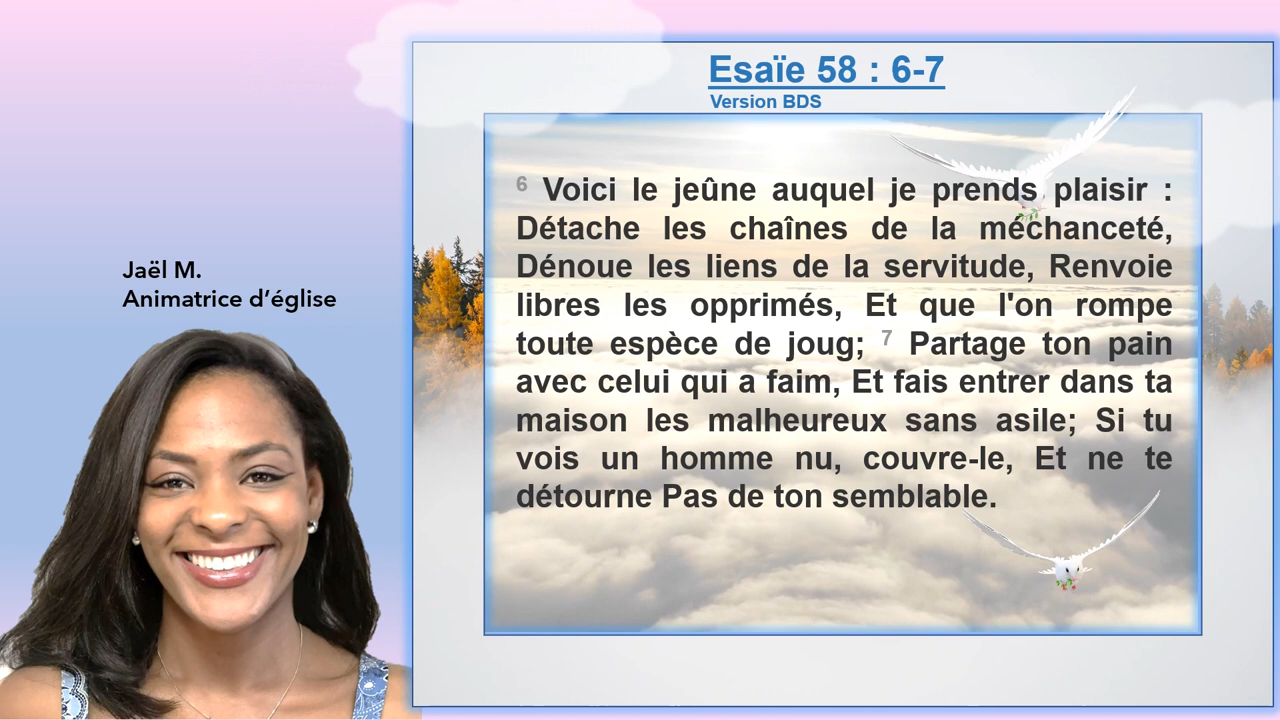 Esaïe 58 : 6-7
Version BDS
6 Voici le jeûne auquel je prends plaisir :
Détache les chaînes de la méchanceté,
Dénoue les liens de la servitude, Renvoie
libres les opprimés, Et que l'on rompe
toute espèce de joug; 7 Partage ton pain
avec celui qui a faim, Et fais entrer dans ta
maison les malheureux sans asile; Si tu
vois un homme nu, couvre-le, Et ne te
détourne Pas de ton semblable.
Jaël M.
Animatrice d’église